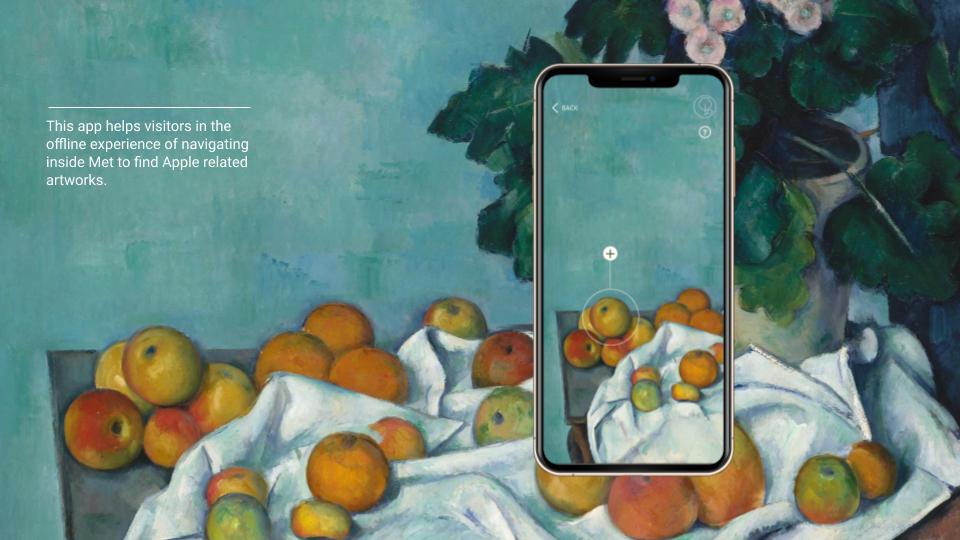 This app helps visitors in the
offline experience of navigating
inside Met to find Apple related
artworks.
BACK
?